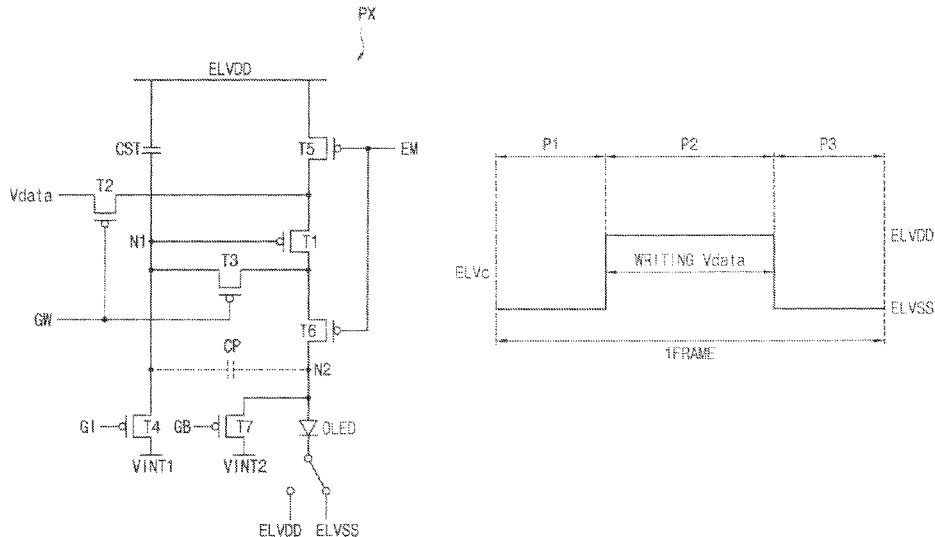 PX
ELVDD
CST
T5
EM
T2
Vdata
N1
T1
T3
GW
T6
CP
N2
GI
T4
GB
T7
OLED
VINT1
VINT2
ELVDD
ELVSS
P1
P2
P3
ELVDD
WRITING Vdata
ELVc
ELVSS
1FRAME